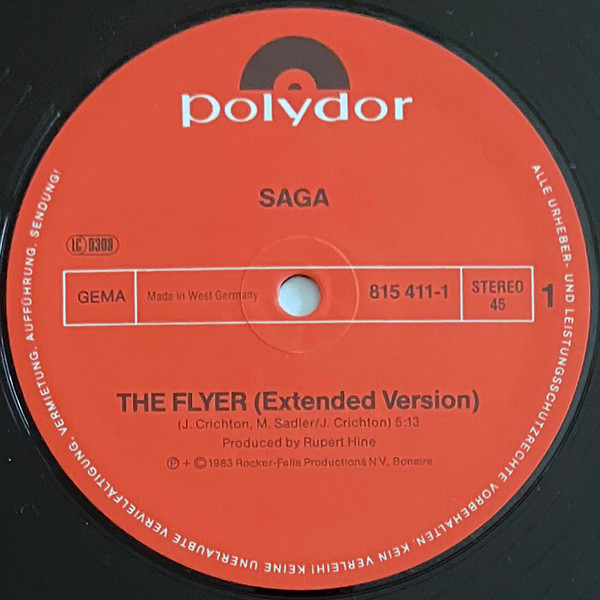 polydor
SAGA
LC 0309
GEMA
Made in West Germany
815 411-1
STEREO
45
1
THE FLYER (Extended Version)
(J. Crichton, M. Sadler/J. Crichton) 5:13
Produced by Rupert Hine
℗ + © 1983 Rocker-Fella Productions N.V., Bonaire
ALLE URHEBER- UND LEISTUNGSSCHUTZRECHTE VORBEHALTEN. KEIN VERLEIH! KEINE UNERLAUBTE VERVIELFÄLTIGUNG, VERMIETUNG, AUFFÜHRUNG, SENDUNG!